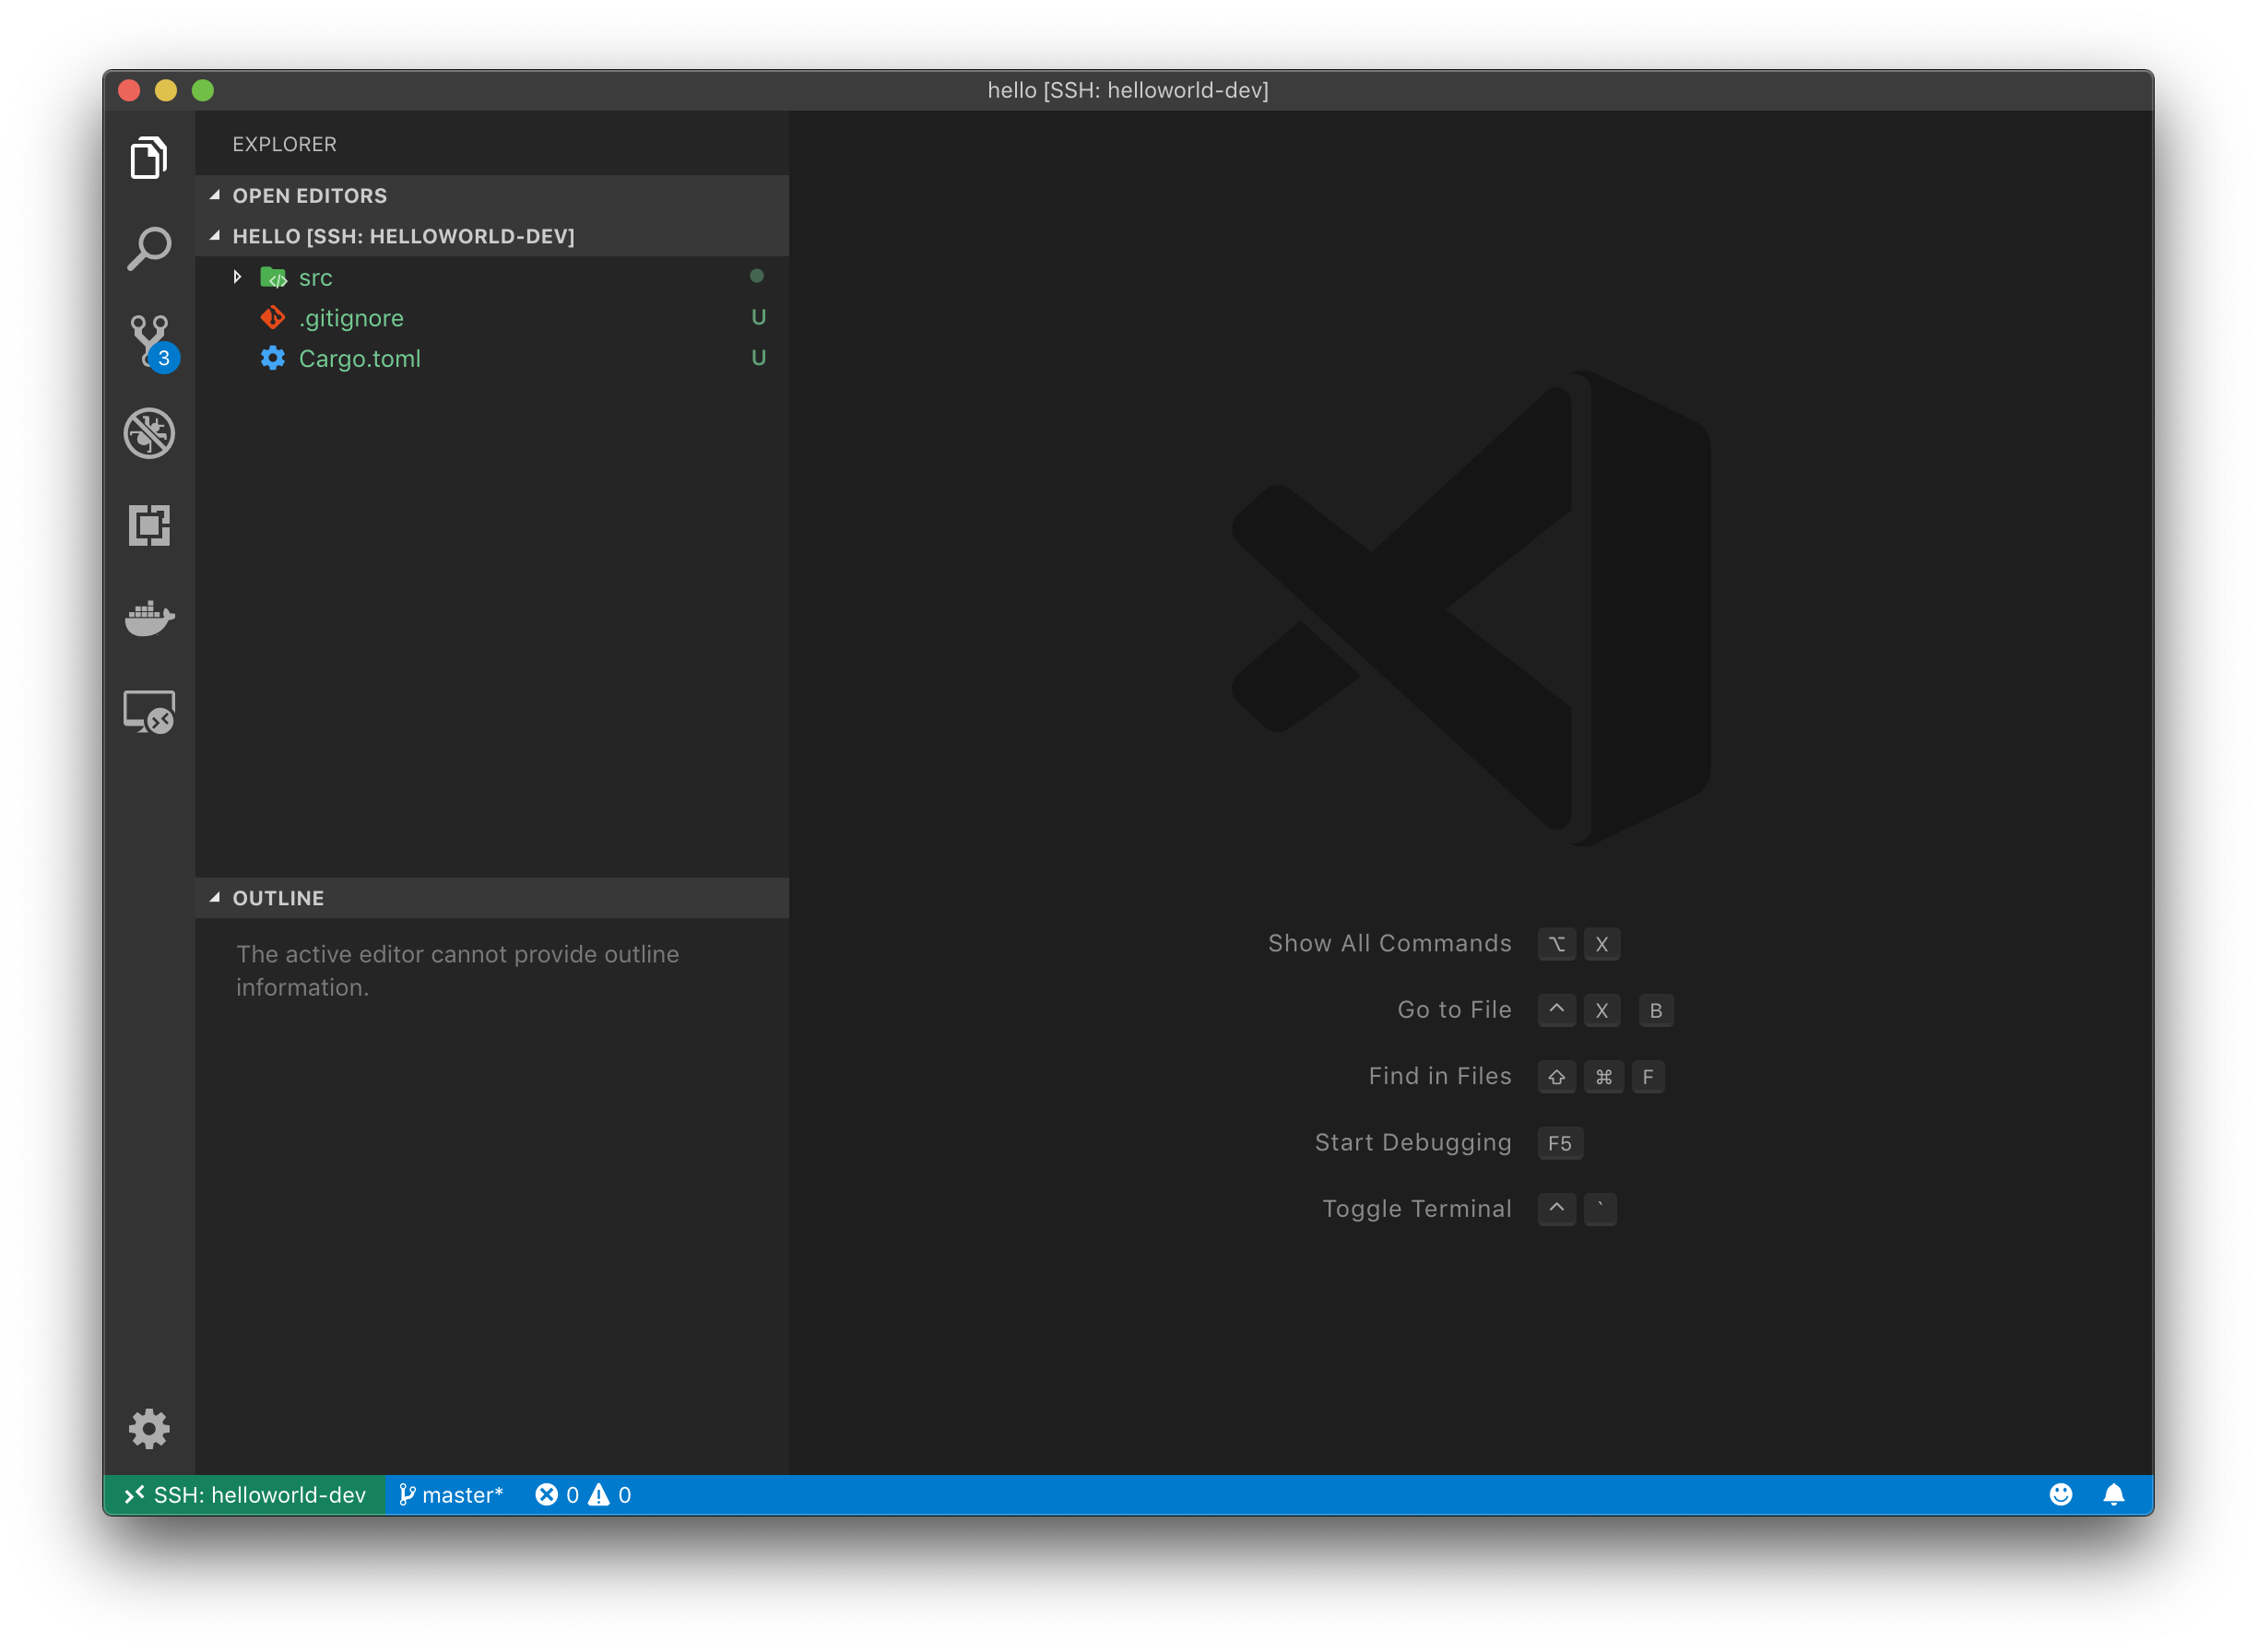 hello [SSH: helloworld-dev]
EXPLORER
OPEN EDITORS
HELLO [SSH: HELLOWORLD-DEV]
src
.gitignore U
Cargo.toml U
3
OUTLINE
The active editor cannot provide outline
information.
Show All Commands ⌥ X
Go to File ^ X B
Find in Files ⇧ ⌘ F
Start Debugging F5
Toggle Terminal ^ `
SSH: helloworld-dev master* 0 0